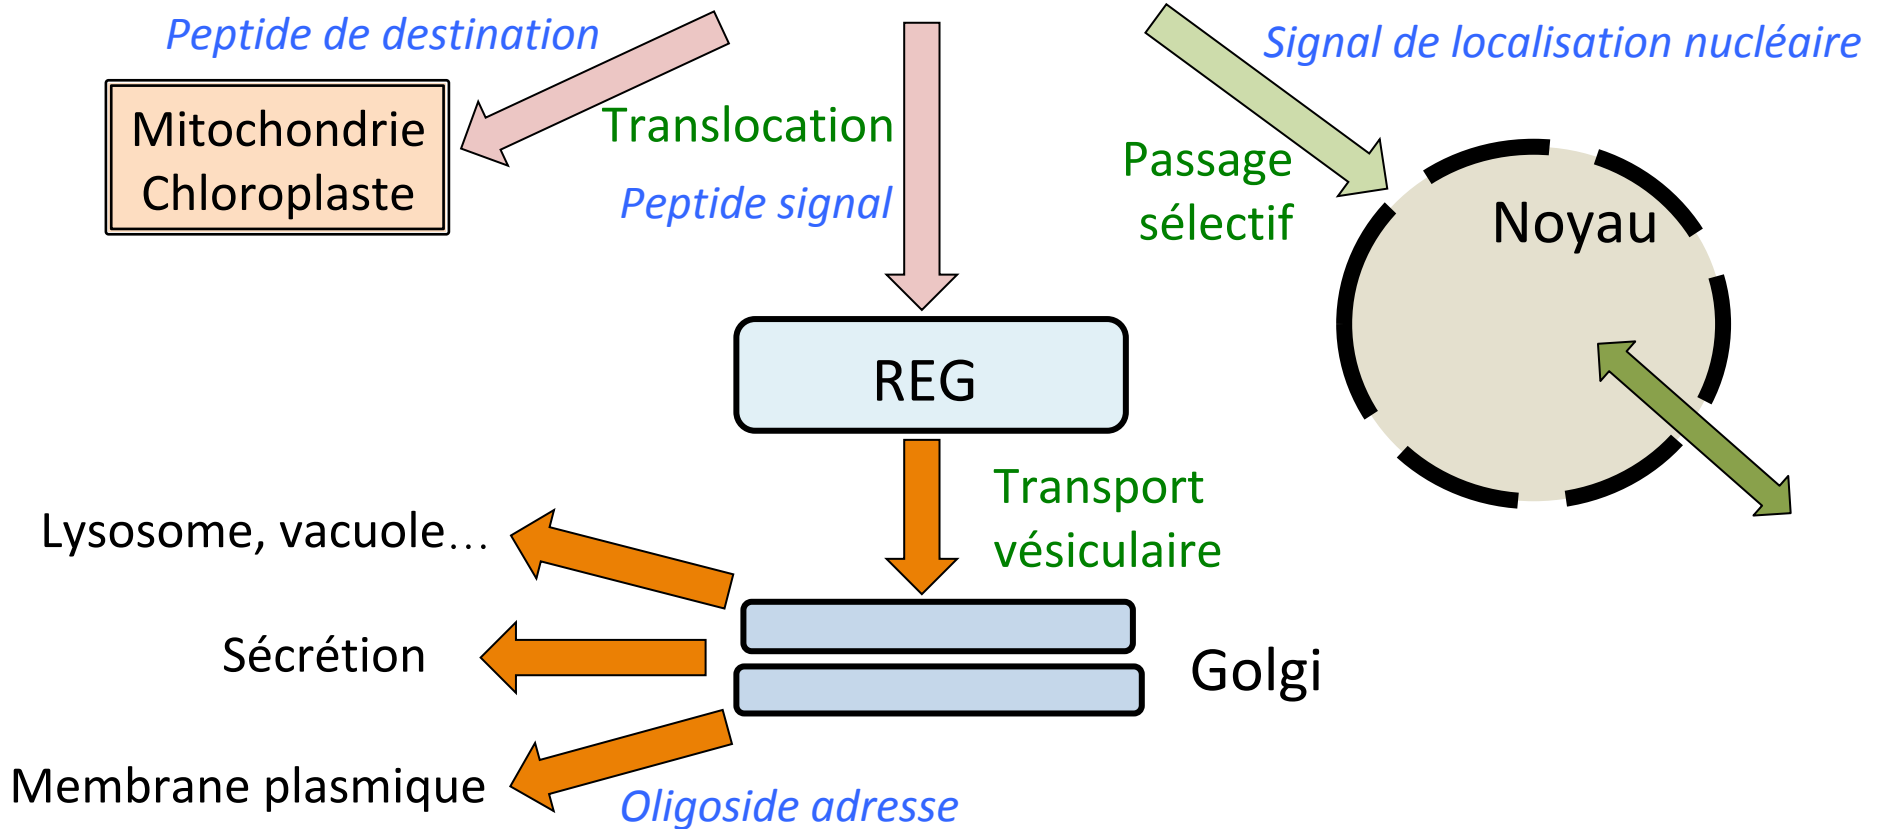 Peptide de destination
Signal de localisation nucléaire
Mitochondrie
Chloroplaste
Translocation
Peptide signal
Passage
sélectif
Noyau
REG
Transport
vésiculaire
Lysosome, vacuole…
Sécrétion
Golgi
Membrane plasmique
Oligoside adresse